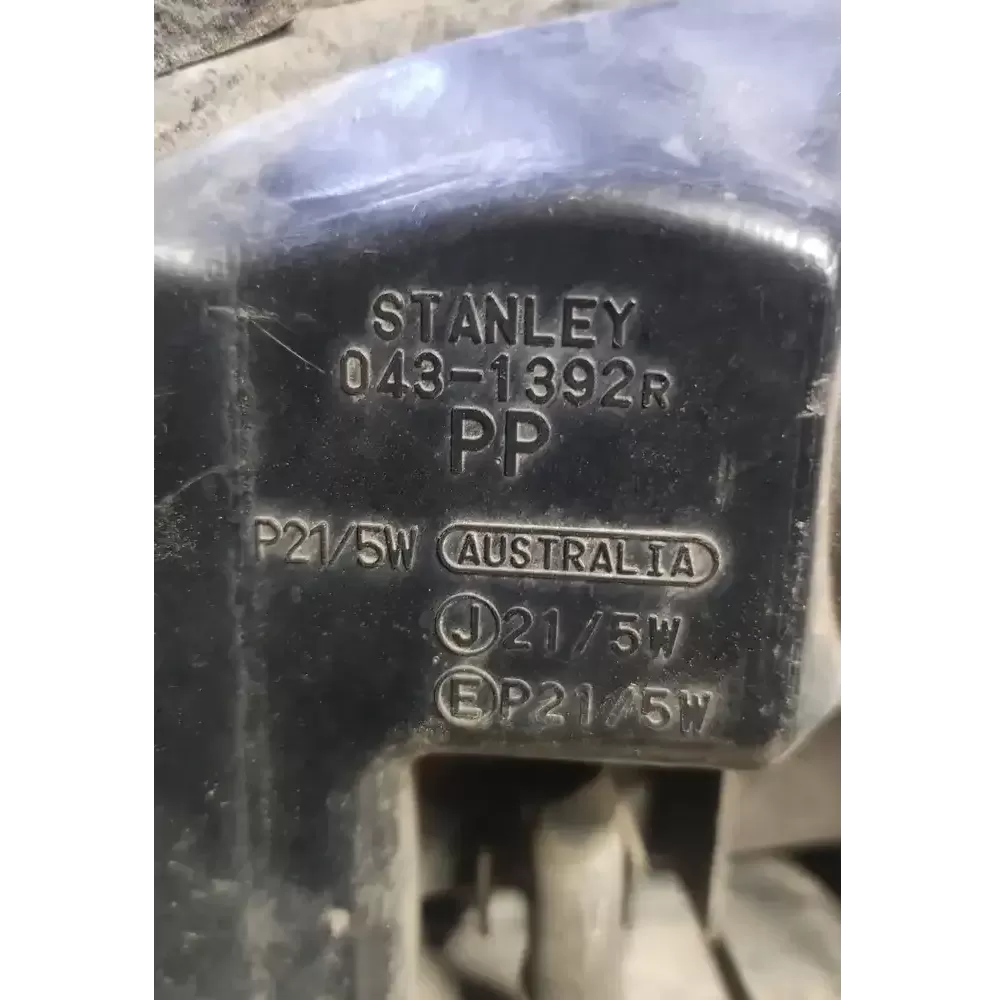 STANLEY
043-1392R
PP
P21/5W AUSTRALIA
J 21/5W
E P21/5W